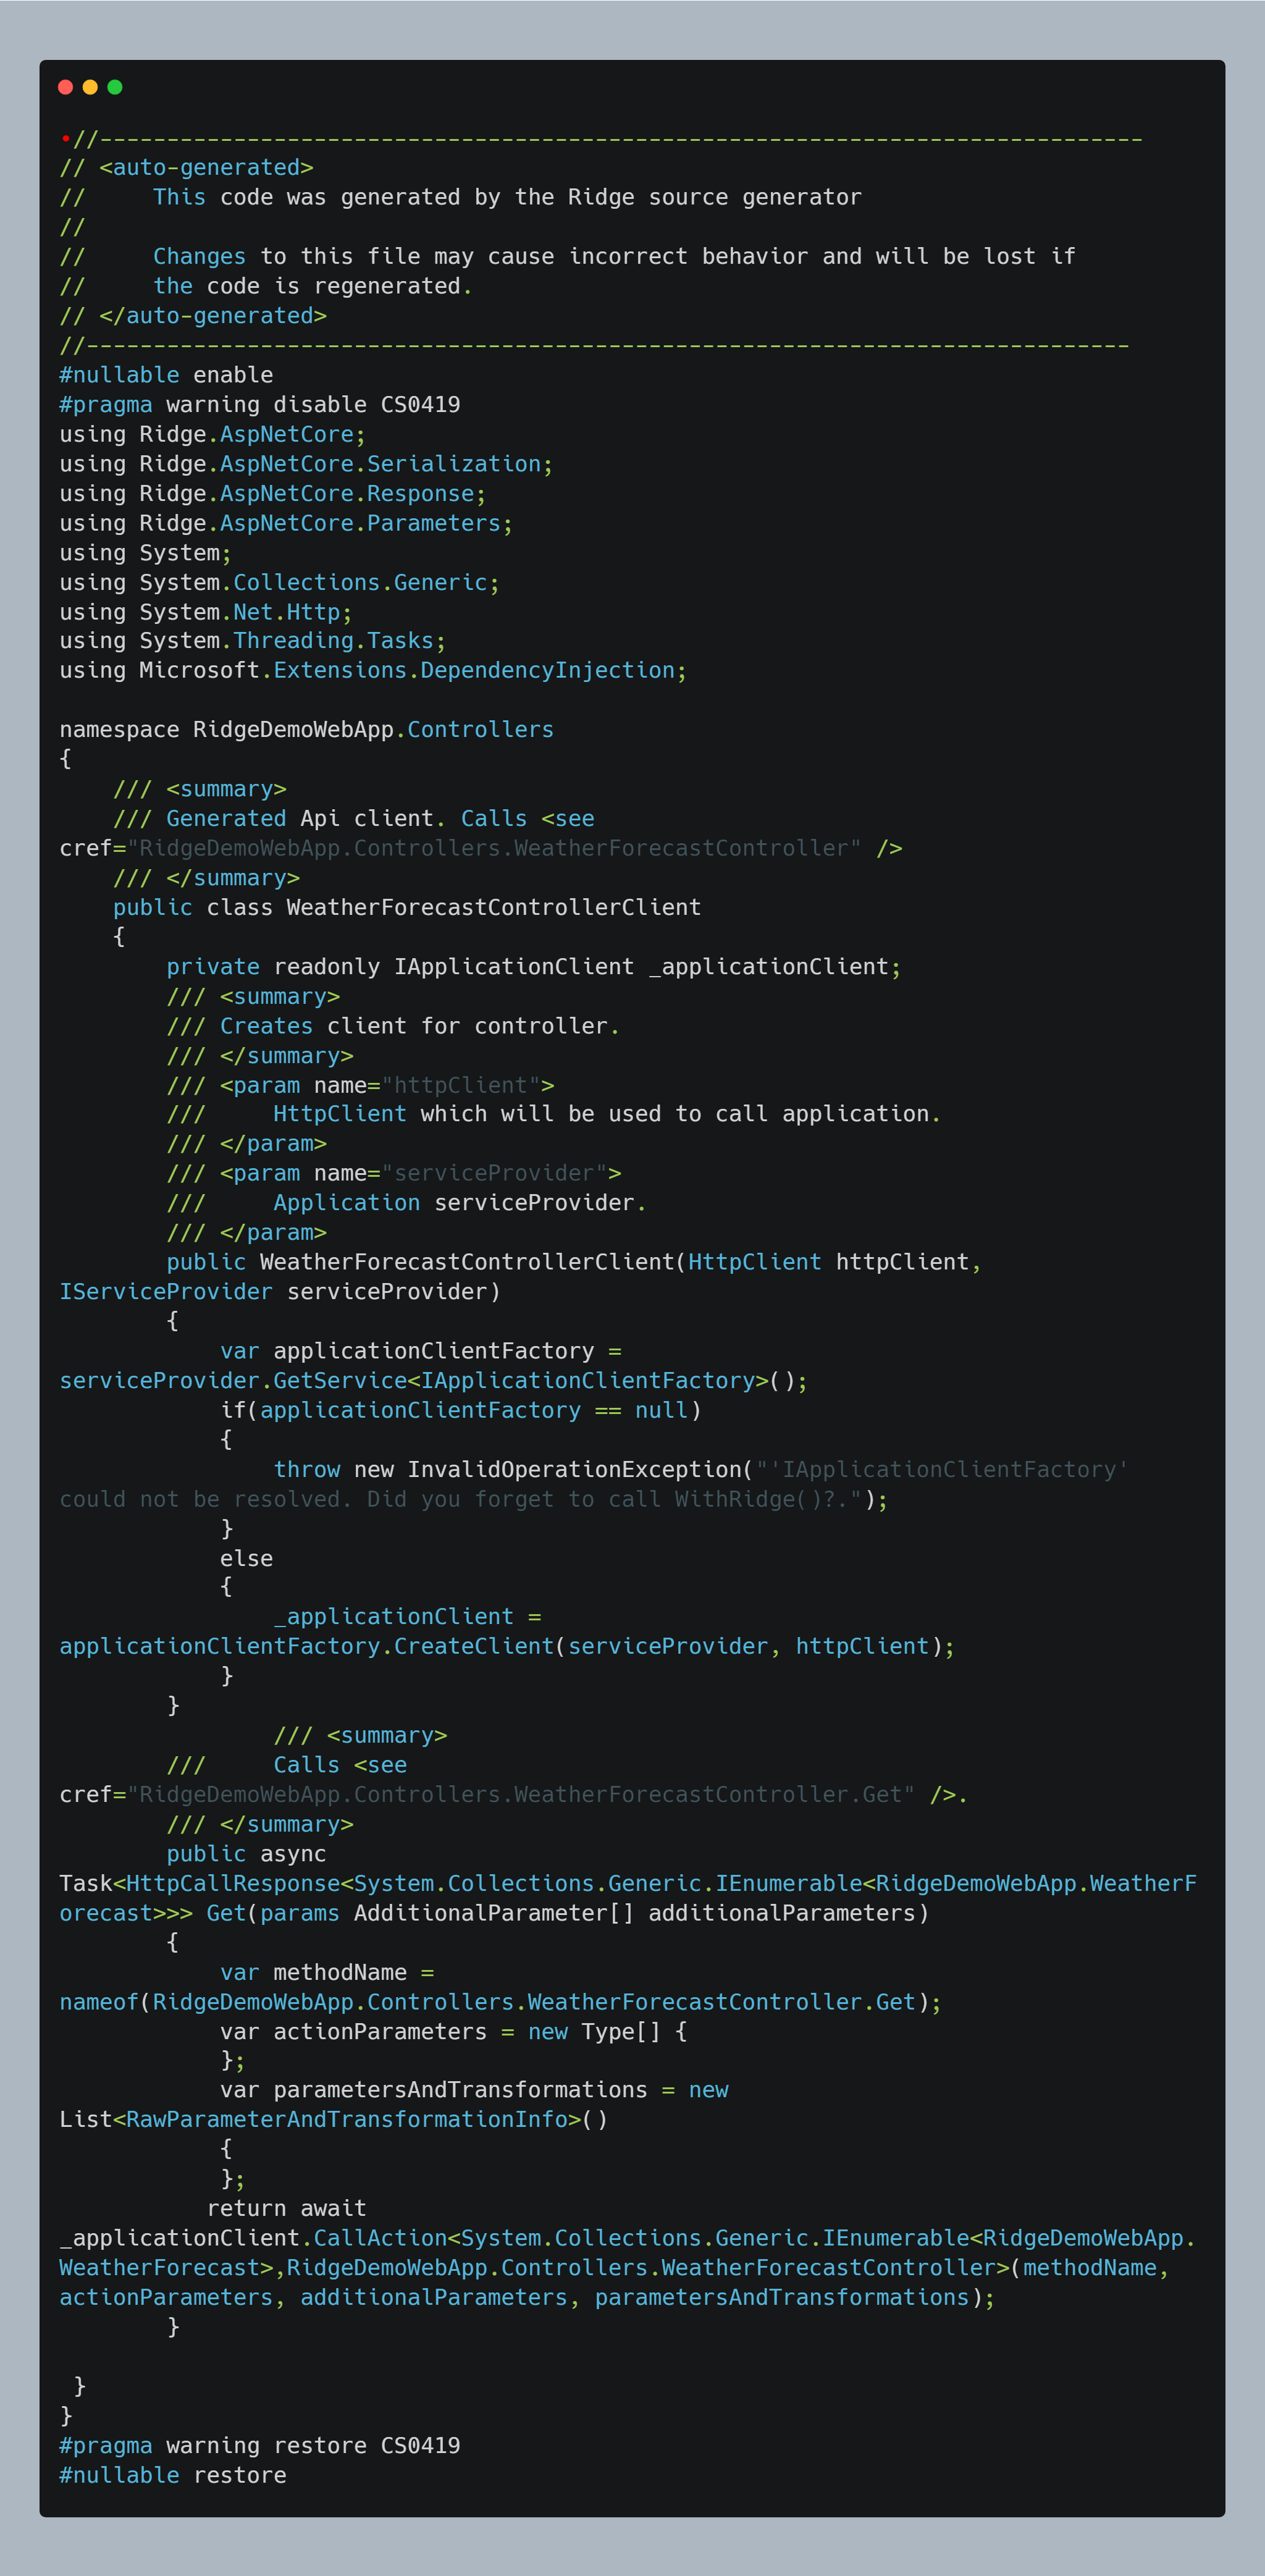 •//------------------------------------------------------------------------------
// <auto-generated>
//     This code was generated by the Ridge source generator
//
//     Changes to this file may cause incorrect behavior and will be lost if
//     the code is regenerated.
// </auto-generated>
//------------------------------------------------------------------------------
#nullable enable
#pragma warning disable CS0419
using Ridge.AspNetCore;
using Ridge.AspNetCore.Serialization;
using Ridge.AspNetCore.Response;
using Ridge.AspNetCore.Parameters;
using System;
using System.Collections.Generic;
using System.Net.Http;
using System.Threading.Tasks;
using Microsoft.Extensions.DependencyInjection;

namespace RidgeDemoWebApp.Controllers
{
    /// <summary>
    /// Generated Api client. Calls <see
cref="RidgeDemoWebApp.Controllers.WeatherForecastController" />
    /// </summary>
    public class WeatherForecastControllerClient
    {
        private readonly IApplicationClient _applicationClient;
        /// <summary>
        /// Creates client for controller.
        /// </summary>
        /// <param name="httpClient">
        ///     HttpClient which will be used to call application.
        /// </param>
        /// <param name="serviceProvider">
        ///     Application serviceProvider.
        /// </param>
        public WeatherForecastControllerClient(HttpClient httpClient,
IServiceProvider serviceProvider)
        {
            var applicationClientFactory =
serviceProvider.GetService<IApplicationClientFactory>();
            if(applicationClientFactory == null)
            {
                throw new InvalidOperationException("'IApplicationClientFactory'
could not be resolved. Did you forget to call WithRidge()?.");
            }
            else
            {
                _applicationClient =
applicationClientFactory.CreateClient(serviceProvider, httpClient);
            }
        }
                /// <summary>
        ///     Calls <see
cref="RidgeDemoWebApp.Controllers.WeatherForecastController.Get" />.
        /// </summary>
        public async
Task<HttpCallResponse<System.Collections.Generic.IEnumerable<RidgeDemoWebApp.WeatherF
orecast>>> Get(params AdditionalParameter[] additionalParameters)
        {
            var methodName =
nameof(RidgeDemoWebApp.Controllers.WeatherForecastController.Get);
            var actionParameters = new Type[] {
            };
            var parametersAndTransformations = new
List<RawParameterAndTransformationInfo>()
            {
            };
           return await
_applicationClient.CallAction<System.Collections.Generic.IEnumerable<RidgeDemoWebApp.
WeatherForecast>,RidgeDemoWebApp.Controllers.WeatherForecastController>(methodName,
actionParameters, additionalParameters, parametersAndTransformations);
        }

 }
}
#pragma warning restore CS0419
#nullable restore